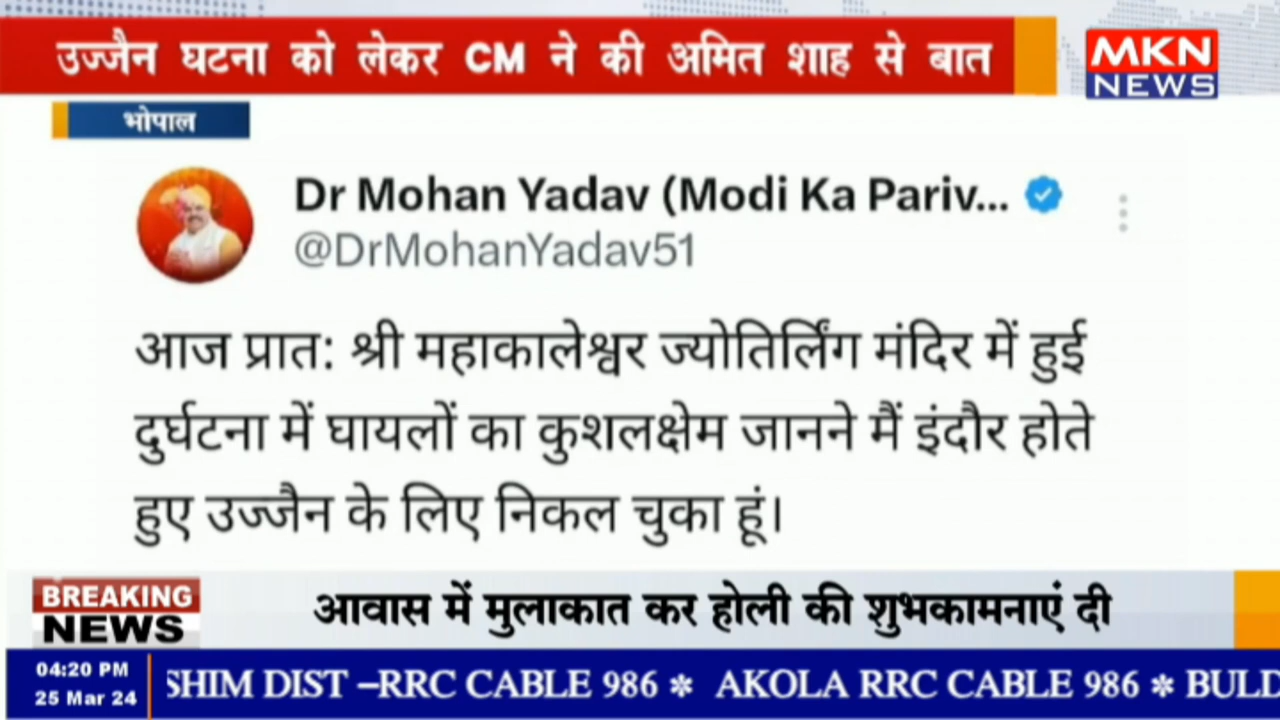 उज्जैन घटना को लेकर CM ने की अमित शाह से बात
MKN
NEWS
भोपाल
Dr Mohan Yadav (Modi Ka Pariv...
@DrMohanYadav51
आज प्रात: श्री महाकालेश्वर ज्योतिर्लिंग मंदिर में हुई
दुर्घटना में घायलों का कुशलक्षेम जानने मैं इंदौर होते
हुए उज्जैन के लिए निकल चुका हूं।
BREAKING
NEWS
आवास में मुलाकात कर होली की शुभकामनाएं दी
04:20 PM
25 Mar 24
SHIM DIST –RRC CABLE 986 * AKOLA RRC CABLE 986 * BULD